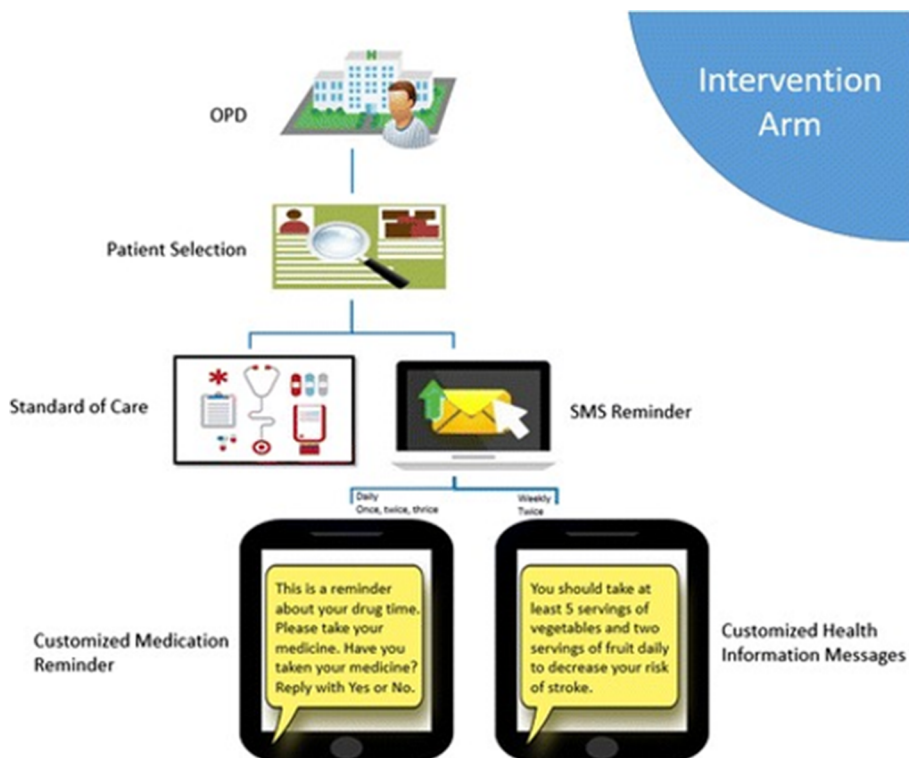 Intervention
Arm
H
OPD
Patient Selection
Standard of Care
SMS Reminder
Daily
Once, twice, thrice
Weekly
Twice
Customized Medication
Reminder
This is a reminder
about your drug time.
Please take your
medicine. Have you
taken your medicine?
Reply with Yes or No.
You should take at
least 5 servings of
vegetables and two
servings of fruit daily
to decrease your risk
of stroke.
Customized Health
Information Messages